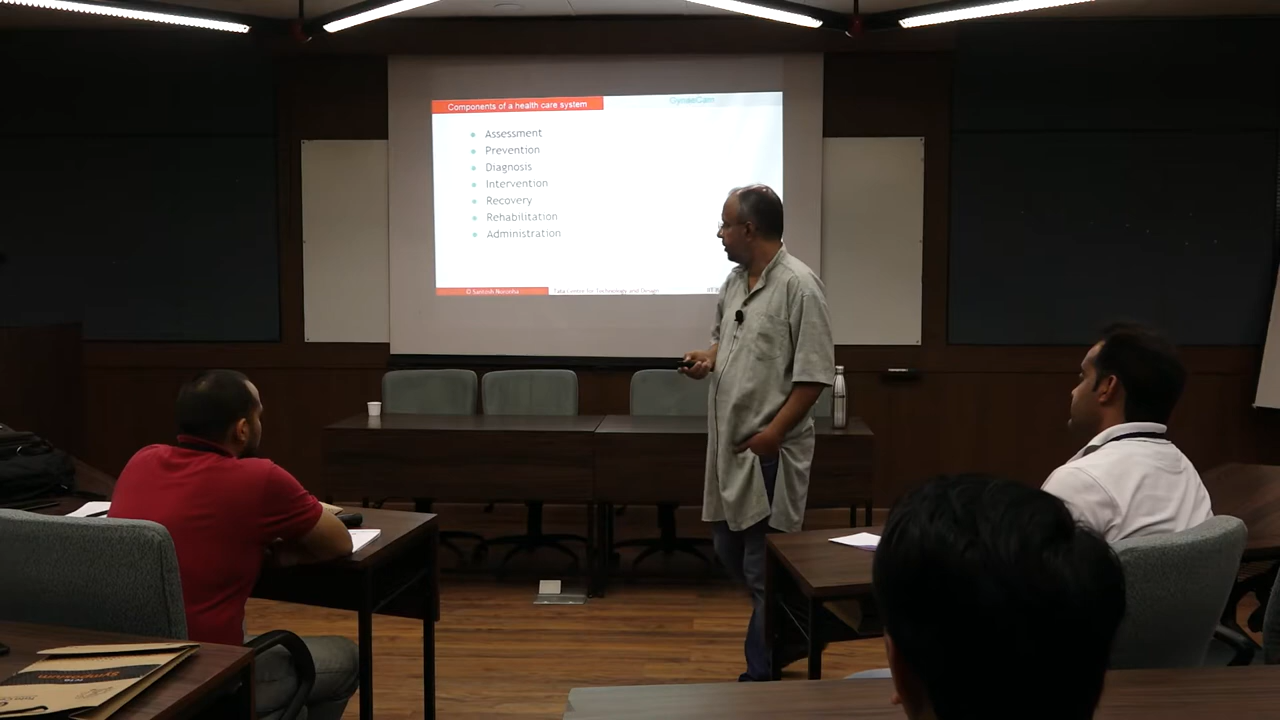 Components of a health care system
GynaeCam
Assessment
Prevention
Diagnosis
Intervention
Recovery
Rehabilitation
Administration
© Santosh Noronha
Tata Centre for Technology and Design
Symposium